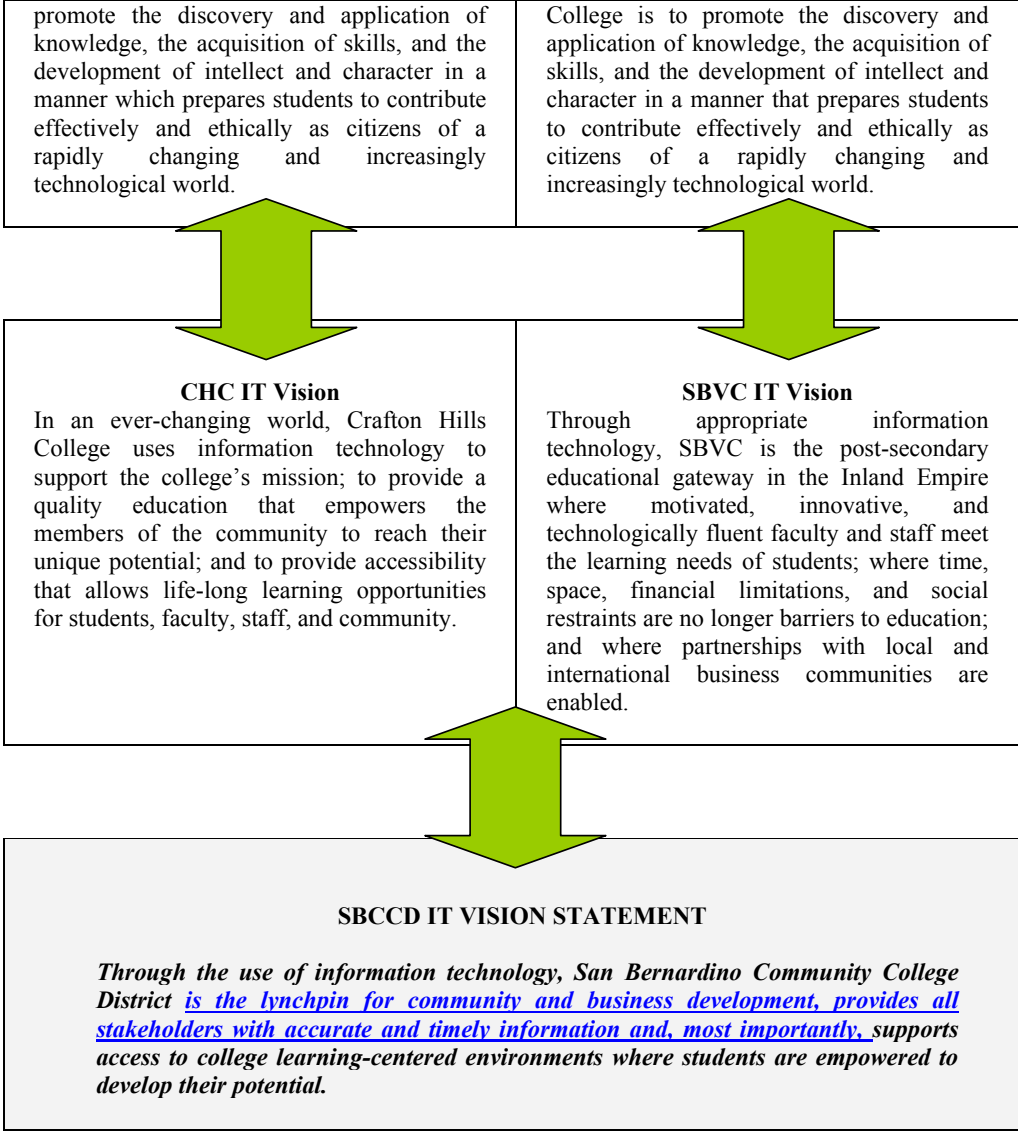 promote the discovery and application of
knowledge, the acquisition of skills, and the
development of intellect and character in a
manner which prepares students to contribute
effectively and ethically as citizens of a
rapidly changing and increasingly
technological world.
College is to promote the discovery and
application of knowledge, the acquisition of
skills, and the development of intellect and
character in a manner that prepares students
to contribute effectively and ethically as
citizens of a rapidly changing and
increasingly technological world.
CHC IT Vision
In an ever-changing world, Crafton Hills
College uses information technology to
support the college’s mission; to provide a
quality education that empowers the
members of the community to reach their
unique potential; and to provide accessibility
that allows life-long learning opportunities
for students, faculty, staff, and community.
SBVC IT Vision
Through appropriate information
technology, SBVC is the post-secondary
educational gateway in the Inland Empire
where motivated, innovative, and
technologically fluent faculty and staff meet
the learning needs of students; where time,
space, financial limitations, and social
restraints are no longer barriers to education;
and where partnerships with local and
international business communities are
enabled.
SBCCD IT VISION STATEMENT
Through the use of information technology, San Bernardino Community College
District is the lynchpin for community and business development, provides all
stakeholders with accurate and timely information and, most importantly, supports
access to college learning-centered environments where students are empowered to
develop their potential.